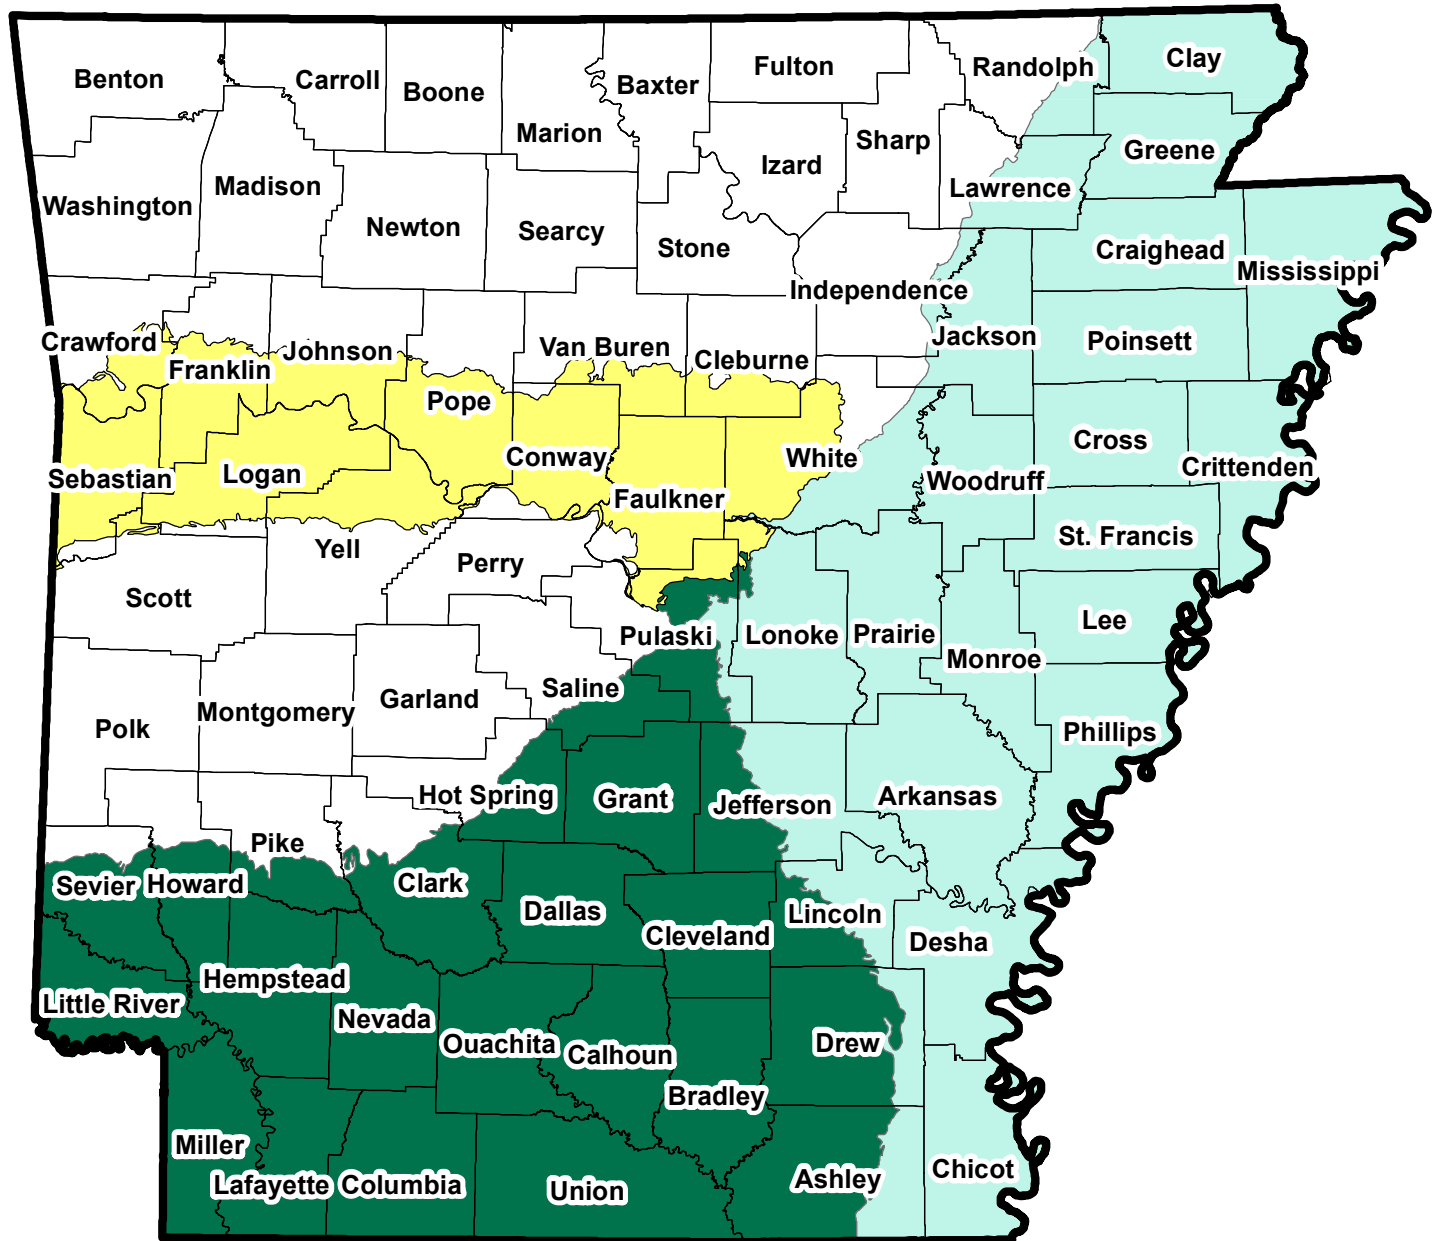 Benton
Carroll
Boone
Marion
Baxter
Fulton
Randolph
Clay
Sharp
Izard
Greene
Lawrence
Washington
Madison
Newton
Searcy
Stone
Craighead
Mississippi
Independence
Jackson
Poinsett
Crawford
Franklin
Johnson
Van Buren
Cleburne
Pope
Conway
White
Cross
Crittenden
Woodruff
Sebastian
Logan
Faulkner
St. Francis
Yell
Perry
Scott
Pulaski
Lonoke
Prairie
Monroe
Lee
Polk
Montgomery
Garland
Saline
Phillips
Hot Spring
Grant
Jefferson
Arkansas
Pike
Sevier
Howard
Clark
Dallas
Cleveland
Lincoln
Desha
Hempstead
Little River
Nevada
Ouachita
Calhoun
Drew
Bradley
Miller
Lafayette
Columbia
Union
Ashley
Chicot